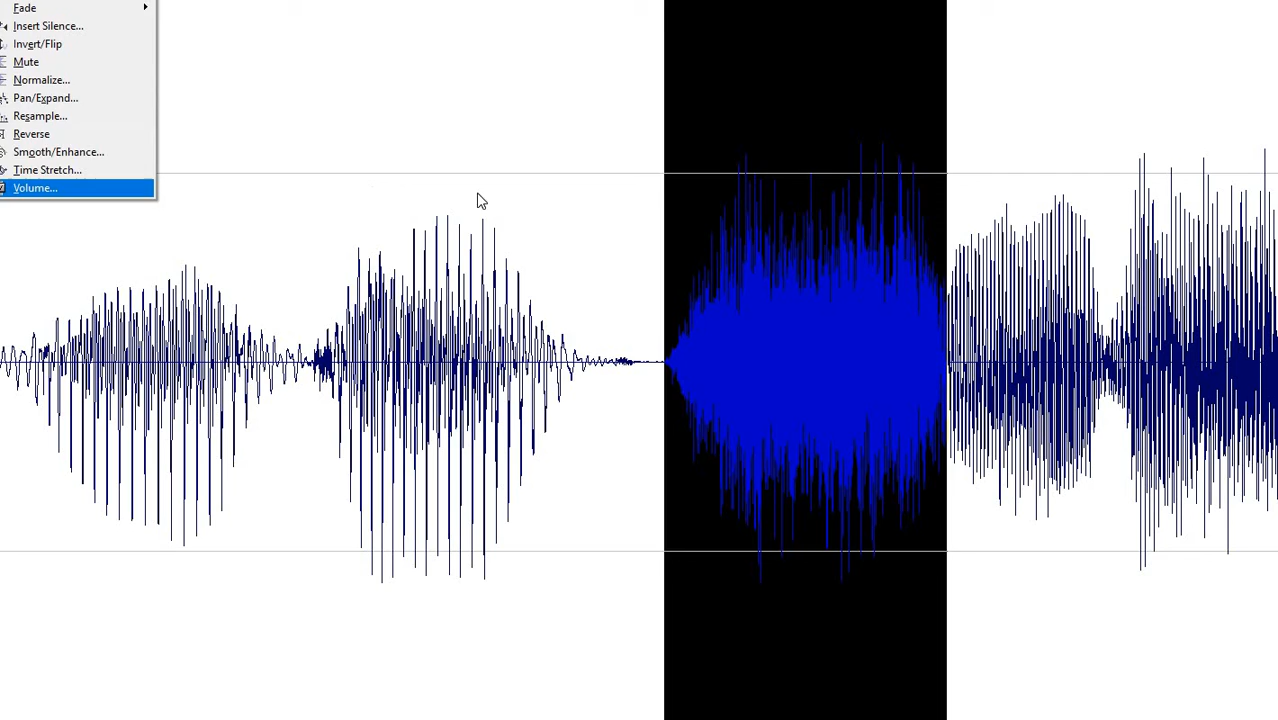 Fade
Insert Silence...
Invert/Flip
Mute
Normalize...
Pan/Expand...
Resample...
Reverse
Smooth/Enhance...
Time Stretch...
Volume...